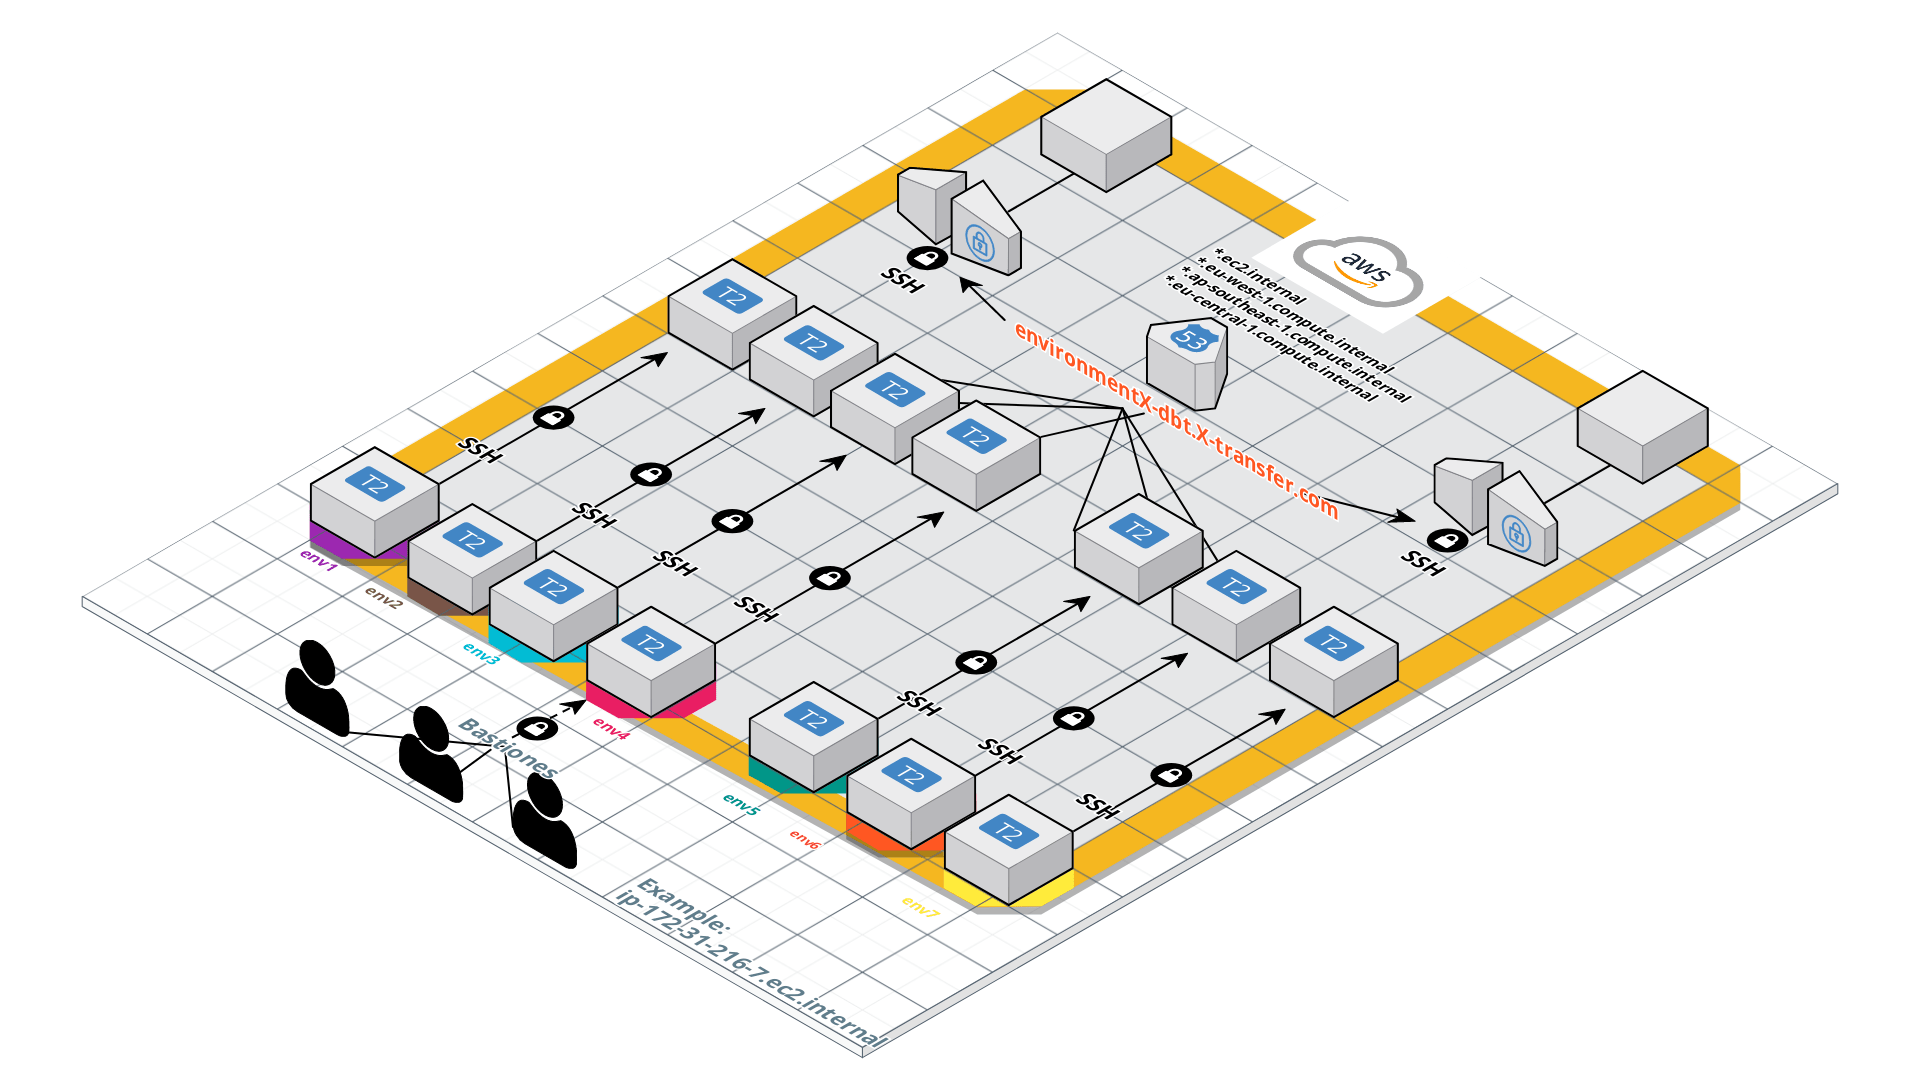 aws
*.ec2.internal
*.eu-west-1.compute.internal
*.ap-southeast-1.compute.internal
*.eu-central-1.compute.internal
53
SSH
environmentX-dbt.X-transfer.com
SSH
T2
T2
T2
T2
T2
T2
T2
SSH
SSH
SSH
SSH
SSH
SSH
SSH
T2
T2
T2
T2
T2
T2
T2
env1
env2
env3
env4
env5
env6
env7
Bastiones
Example:
ip-172-31-216-7.ec2.internal